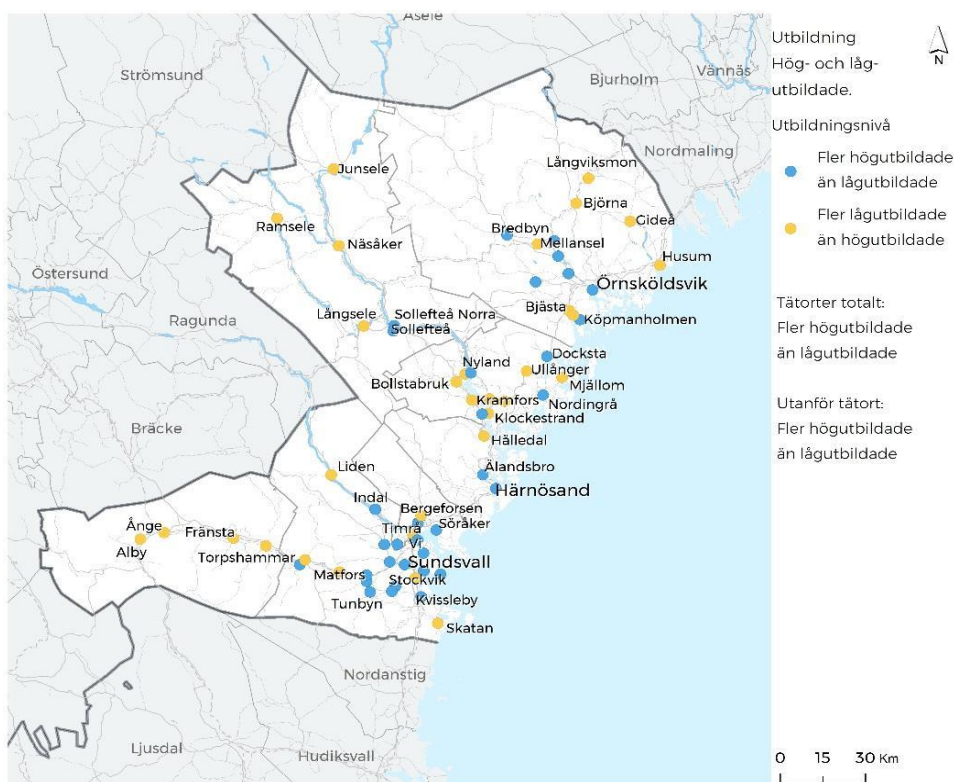 Åsele
Strömsund
Bjurholm
Vännäs
Nordmaling
Långviksmon
Junsele
Björna
Gideå
Ramsele
Bredbyn
Mellansel
Näsåker
Husum
Östersund
Örnsköldsvik
Ragunda
Långsele
Sollefteå Norra
Sollefteå
Bjästa
Köpmanholmen
Docksta
Nyland
Ullånger
Bollstabruk
Mjällom
Kramfors
Nordingrå
Klockestrand
Bräcke
Hälledal
Liden
Älandsbro
Härnösand
Indal
Bergeforsen
Söråker
Ånge
Fränsta
Timrå
Vi
Alby
Torpshammar
Sundsvall
Matfors
Stockvik
Tunbyn
Kvissleby
Skatan
Nordanstig
Ljusdal
Hudiksvall
Utbildning
Hög- och låg-
utbildade.
N
Utbildningsnivå
Fler högutbildade
än lågutbildade
Fler lågutbildade
än högutbildade
Tätorter totalt:
Fler högutbildade
än lågutbildade
Utanför tätort:
Fler högutbildade
än lågutbildade
0 15 30 Km